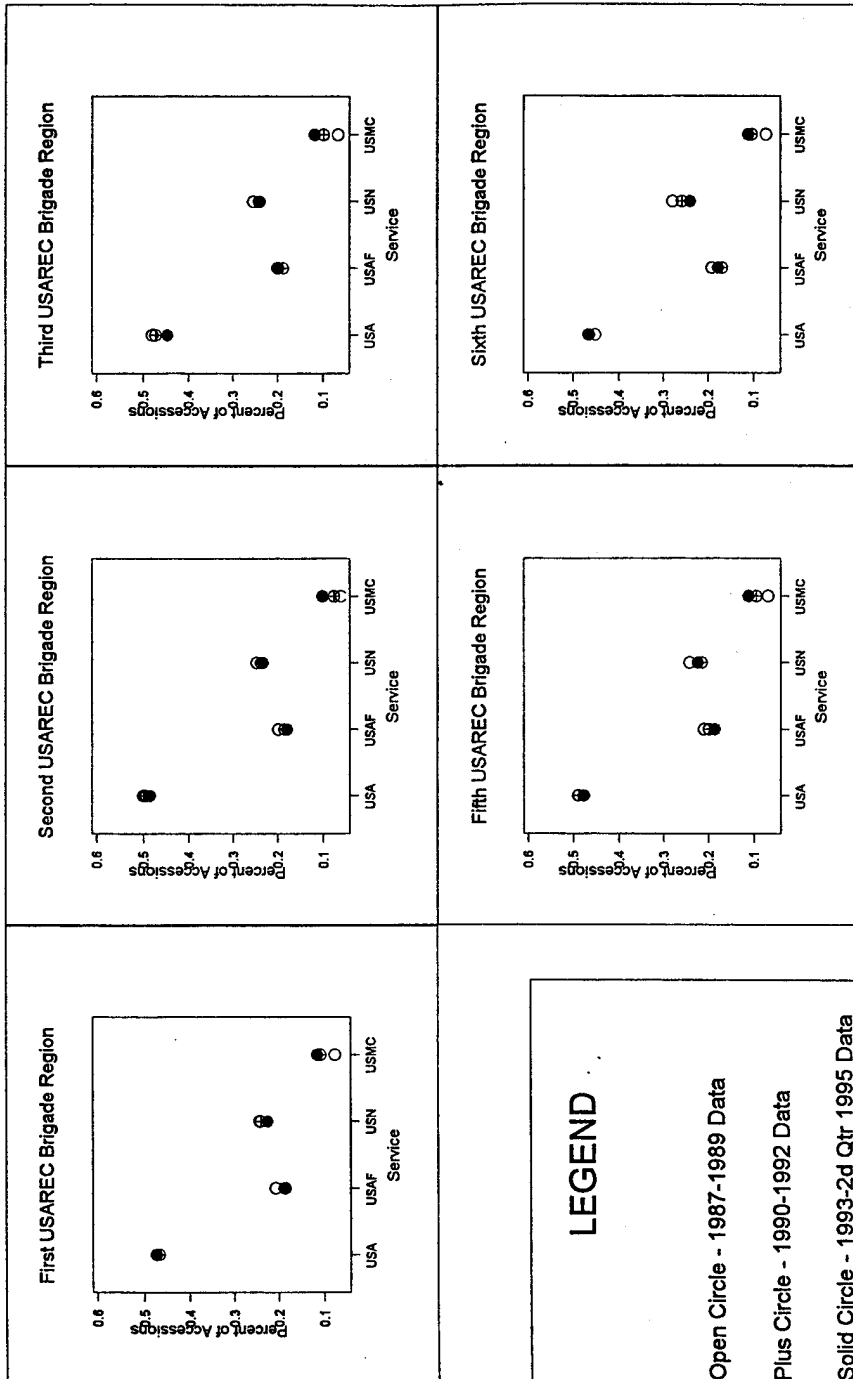 First USAREC Brigade Region
0.6
0.5
0.4
0.3
0.2
0.1
Percent of Accessions
USA USAF USN USMC
Service
Second USAREC Brigade Region
0.6
0.5
0.4
0.3
0.2
0.1
Percent of Accessions
USA USAF USN USMC
Service
Third USAREC Brigade Region
0.6
0.5
0.4
0.3
0.2
0.1
Percent of Accessions
USA USAF USN USMC
Service
LEGEND
Open Circle - 1987-1989 Data
Plus Circle - 1990-1992 Data
Solid Circle - 1993-2d Qtr 1995 Data
Fifth USAREC Brigade Region
0.6
0.5
0.4
0.3
0.2
0.1
Percent of Accessions
USA USAF USN USMC
Service
Sixth USAREC Brigade Region
0.6
0.5
0.4
0.3
0.2
0.1
Percent of Accessions
USA USAF USN USMC
Service